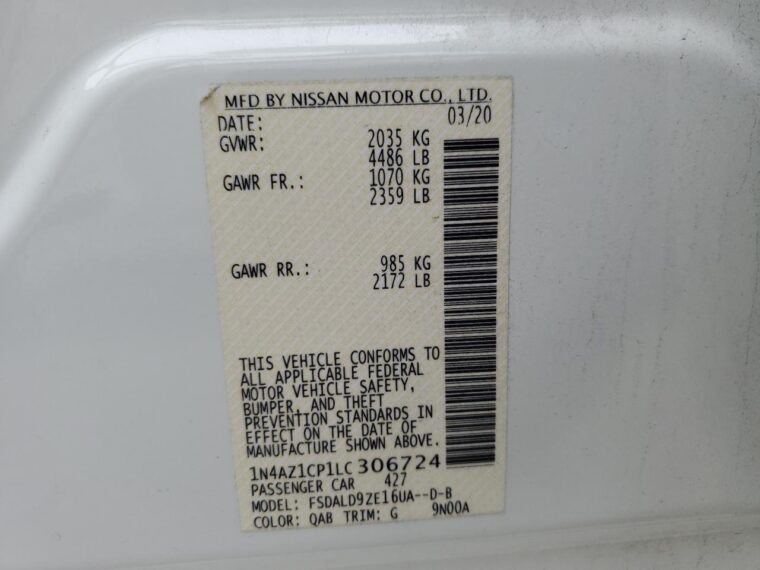 MFD BY NISSAN MOTOR CO., LTD.
DATE: 03/20
GVWR: 2035 KG
4486 LB
GAWR FR.: 1070 KG
2359 LB
GAWR RR.: 985 KG
2172 LB
THIS VEHICLE CONFORMS TO
ALL APPLICABLE FEDERAL
MOTOR VEHICLE SAFETY,
BUMPER, AND THEFT
PREVENTION STANDARDS IN
EFFECT ON THE DATE OF
MANUFACTURE SHOWN ABOVE.
1N4AZ1CP1LC306724
PASSENGER CAR 427
MODEL: FSDALD9ZE16UA--D-B
COLOR: QAB TRIM: G 9N00A